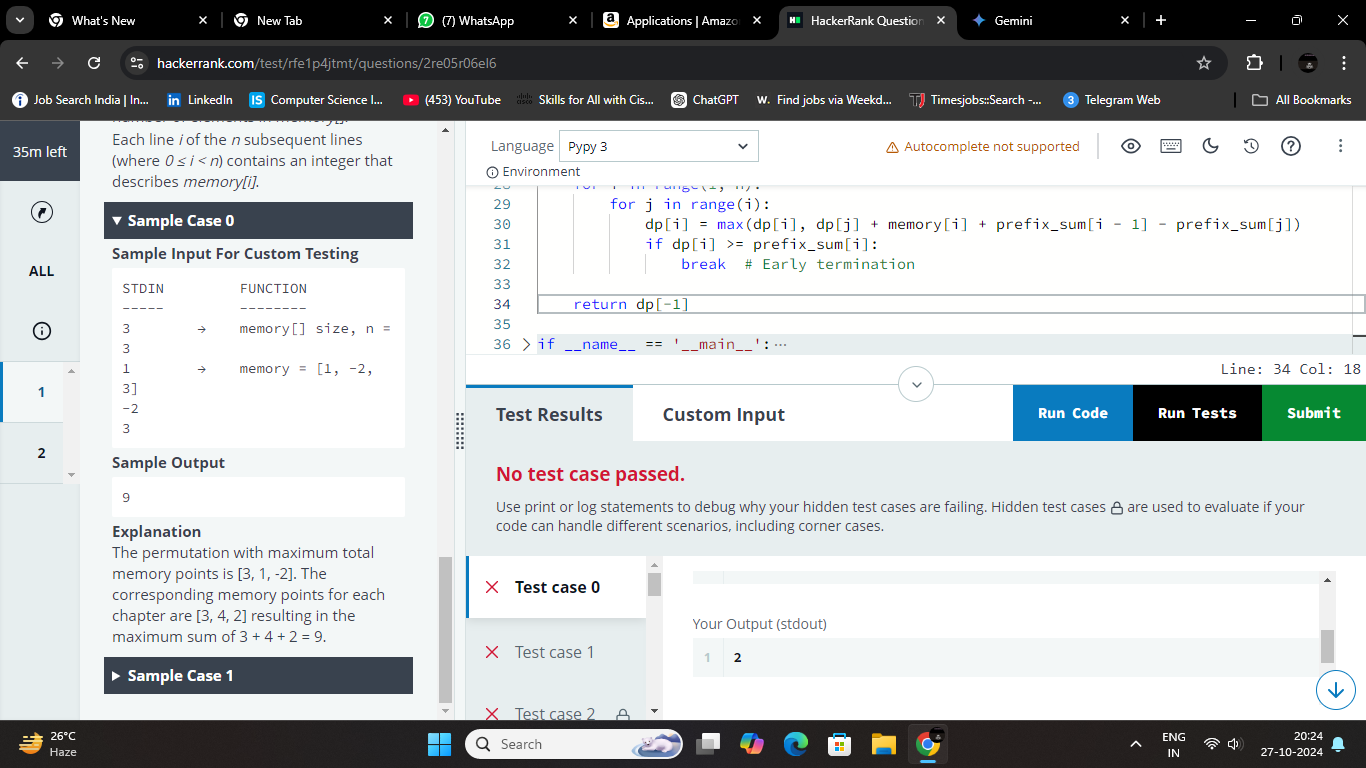 What's New
New Tab
(7) WhatsApp
Applications | Amazo
HackerRank Question
Gemini
hackerrank.com/test/rfe1p4jtmt/questions/2re05r06el6
Job Search India | In...
LinkedIn
Computer Science I...
(453) YouTube
Skills for All with Cis...
ChatGPT
Find jobs via Weekd...
Timesjobs::Search -...
Telegram Web
All Bookmarks
35m left
ALL
1
2
Each line i of the n subsequent lines
(where 0 ≤ i < n) contains an integer that
describes memory[i].
Sample Case 0
Sample Input For Custom Testing
STDIN FUNCTION
----- --------
3 → memory[] size, n =
3
1 → memory = [1, -2,
3]
-2
3
Sample Output
9
Explanation
The permutation with maximum total
memory points is [3, 1, -2]. The
corresponding memory points for each
chapter are [3, 4, 2] resulting in the
maximum sum of 3 + 4 + 2 = 9.
Sample Case 1
Language Pypy 3
Autocomplete not supported
Environment
29 for j in range(i):
30 dp[i] = max(dp[i], dp[j] + memory[i] + prefix_sum[i - 1] - prefix_sum[j])
31 if dp[i] >= prefix_sum[i]:
32 break # Early termination
33
34 return dp[-1]
35
36 if __name__ == '__main__': ...
Line: 34 Col: 18
Test Results
Custom Input
Run Code
Run Tests
Submit
No test case passed.
Use print or log statements to debug why your hidden test cases are failing. Hidden test cases are used to evaluate if your
code can handle different scenarios, including corner cases.
Test case 0
Test case 1
Test case 2
Your Output (stdout)
1 2
26°C
Haze
Search
ENG
IN
20:24
27-10-2024